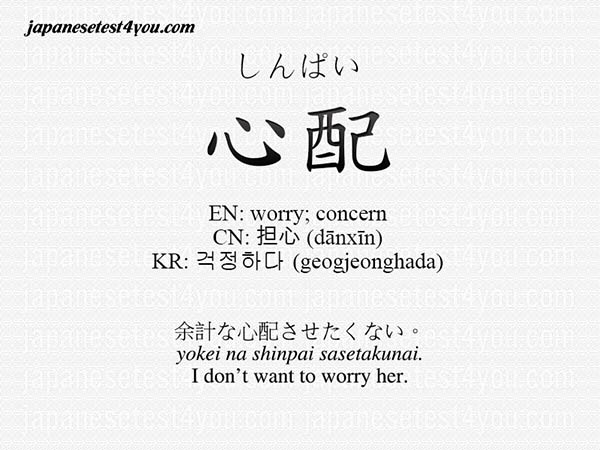 japanesetest4you.com
しんぱい
心配
EN: worry; concern
CN: 担心 (dānxīn)
KR: 걱정하다 (geogjeonghada)
余計な心配させたくない。
yokei na shinpai sasetakunai.
I don’t want to worry her.